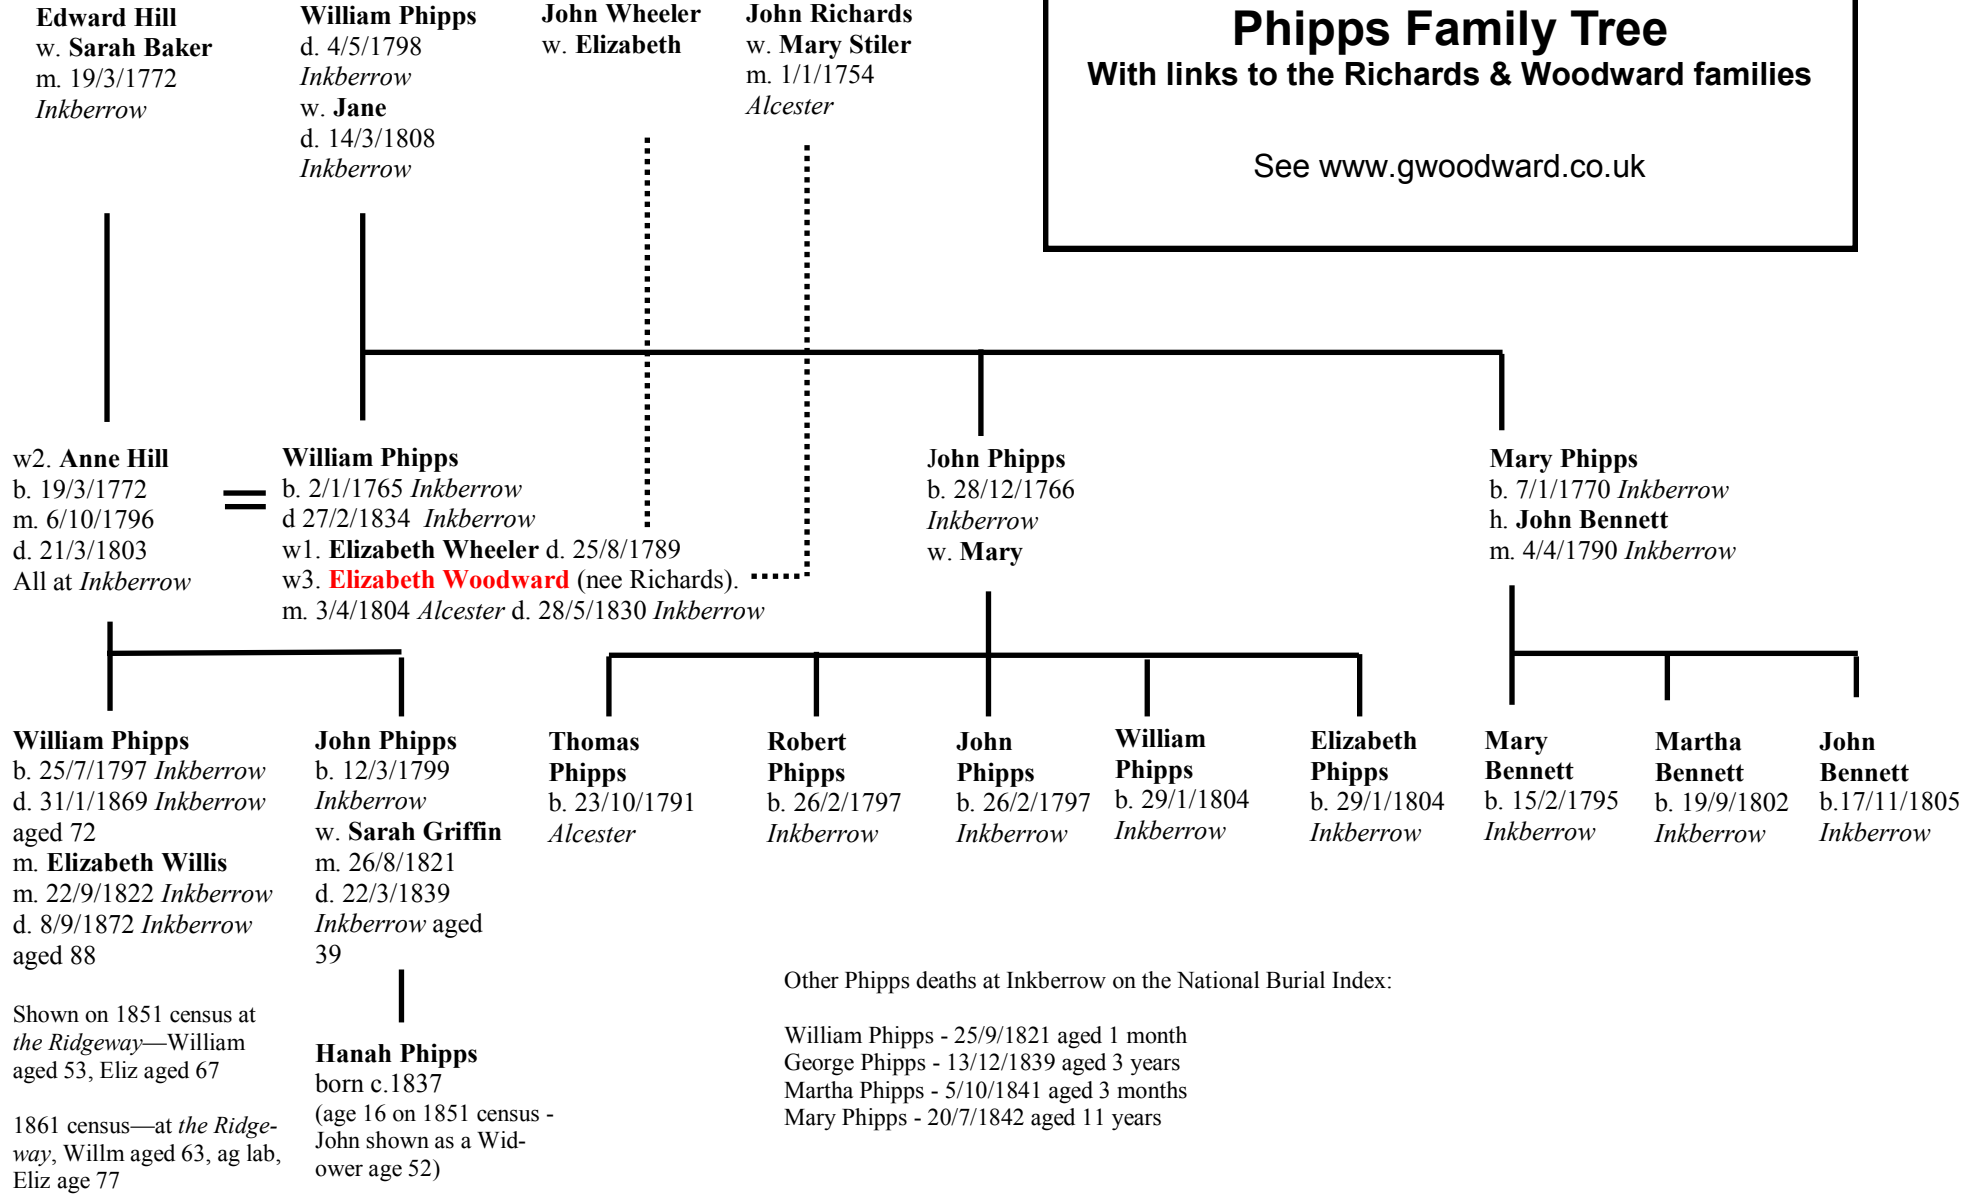 Edward Hill
w. Sarah Baker
m. 19/3/1772
Inkberrow
William Phipps
d. 4/5/1798
Inkberrow
w. Jane
d. 14/3/1808
Inkberrow
John Wheeler
w. Elizabeth
John Richards
w. Mary Stiler
m. 1/1/1754
Alcester
Phipps Family Tree
With links to the Richards & Woodward families
See www.gwoodward.co.uk
w2. Anne Hill
b. 19/3/1772
m. 6/10/1796
d. 21/3/1803
All at Inkberrow
=
William Phipps
b. 2/1/1765 Inkberrow
d 27/2/1834 Inkberrow
w1. Elizabeth Wheeler d. 25/8/1789
w3. Elizabeth Woodward (nee Richards).
m. 3/4/1804 Alcester d. 28/5/1830 Inkberrow
John Phipps
b. 28/12/1766
Inkberrow
w. Mary
Mary Phipps
b. 7/1/1770 Inkberrow
h. John Bennett
m. 4/4/1790 Inkberrow
William Phipps
b. 25/7/1797 Inkberrow
d. 31/1/1869 Inkberrow
aged 72
m. Elizabeth Willis
m. 22/9/1822 Inkberrow
d. 8/9/1872 Inkberrow
aged 88
Shown on 1851 census at
the Ridgeway—William
aged 53, Eliz aged 67
1861 census—at the Ridge-
way, Willm aged 63, ag lab,
Eliz age 77
John Phipps
b. 12/3/1799
Inkberrow
w. Sarah Griffin
m. 26/8/1821
d. 22/3/1839
Inkberrow aged
39
Hanah Phipps
born c.1837
(age 16 on 1851 census -
John shown as a Wid-
ower age 52)
Thomas
Phipps
b. 23/10/1791
Alcester
Robert
Phipps
b. 26/2/1797
Inkberrow
John
Phipps
b. 26/2/1797
Inkberrow
William
Phipps
b. 29/1/1804
Inkberrow
Elizabeth
Phipps
b. 29/1/1804
Inkberrow
Mary
Bennett
b. 15/2/1795
Inkberrow
Martha
Bennett
b. 19/9/1802
Inkberrow
John
Bennett
b.17/11/1805
Inkberrow
Other Phipps deaths at Inkberrow on the National Burial Index:
William Phipps - 25/9/1821 aged 1 month
George Phipps - 13/12/1839 aged 3 years
Martha Phipps - 5/10/1841 aged 3 months
Mary Phipps - 20/7/1842 aged 11 years